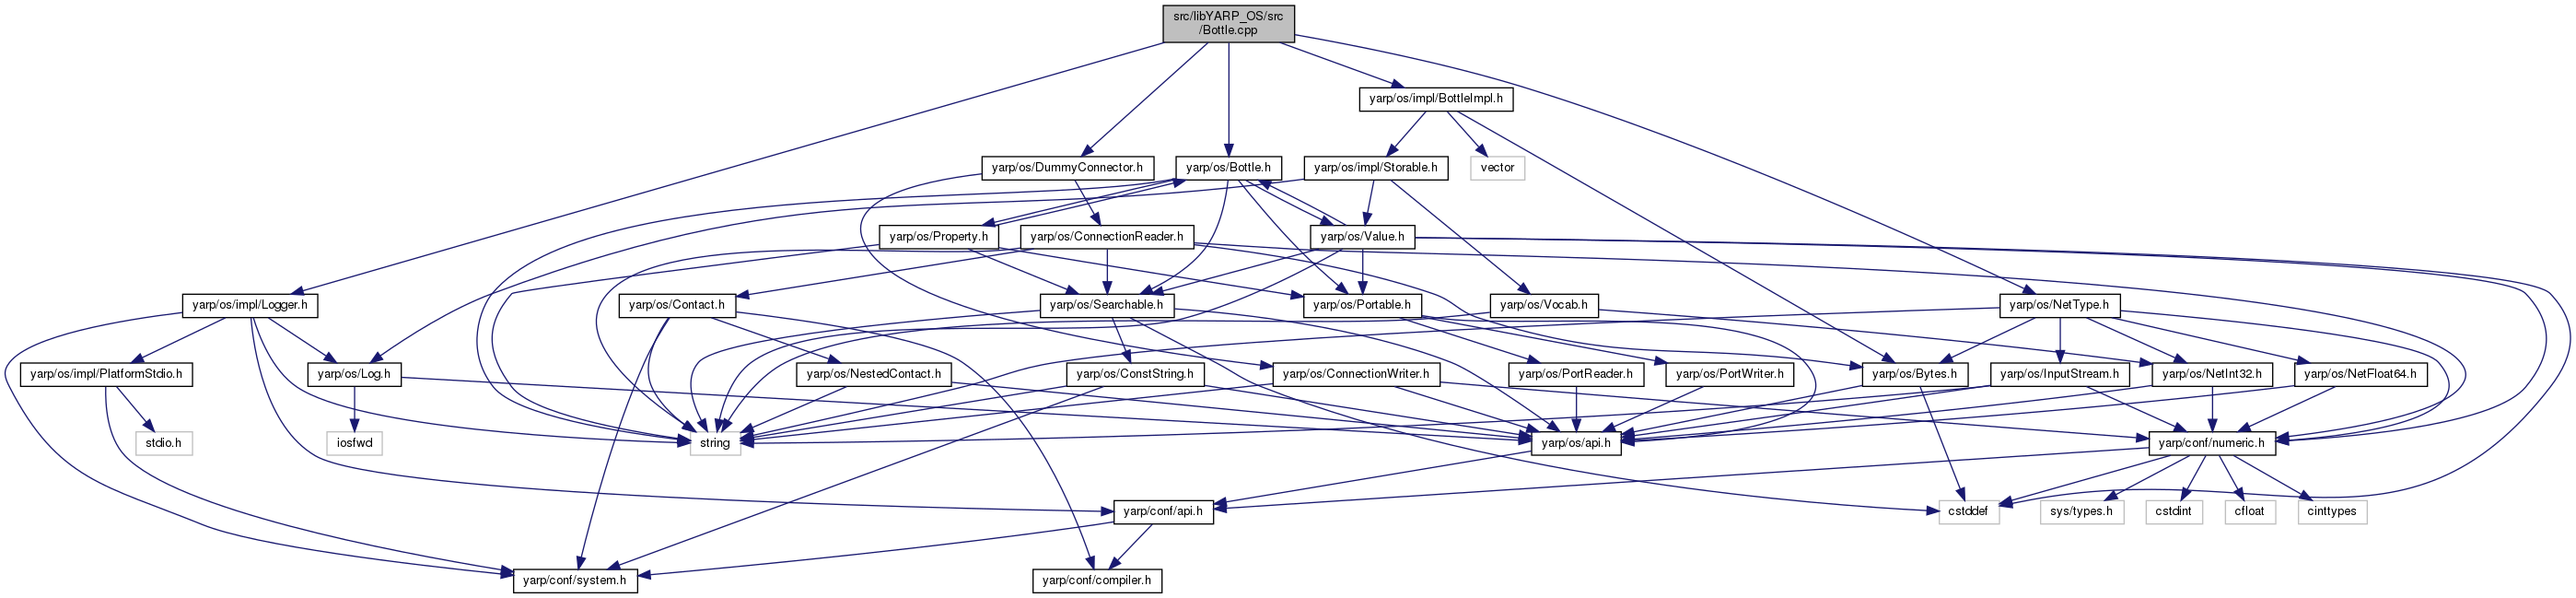 src/libYARP_OS/src
/Bottle.cpp
yarp/os/impl/BottleImpl.h
yarp/os/DummyConnector.h
yarp/os/Bottle.h
yarp/os/impl/Storable.h
vector
yarp/os/Property.h
yarp/os/ConnectionReader.h
yarp/os/Value.h
yarp/os/impl/Logger.h
yarp/os/Contact.h
yarp/os/Searchable.h
yarp/os/Portable.h
yarp/os/Vocab.h
yarp/os/NetType.h
yarp/os/impl/PlatformStdio.h
yarp/os/Log.h
yarp/os/NestedContact.h
yarp/os/ConstString.h
yarp/os/ConnectionWriter.h
yarp/os/PortReader.h
yarp/os/PortWriter.h
yarp/os/Bytes.h
yarp/os/InputStream.h
yarp/os/NetInt32.h
yarp/os/NetFloat64.h
stdio.h
iosfwd
string
yarp/os/api.h
yarp/conf/numeric.h
yarp/conf/api.h
cstddef
sys/types.h
cstdint
cfloat
cinttypes
yarp/conf/system.h
yarp/conf/compiler.h